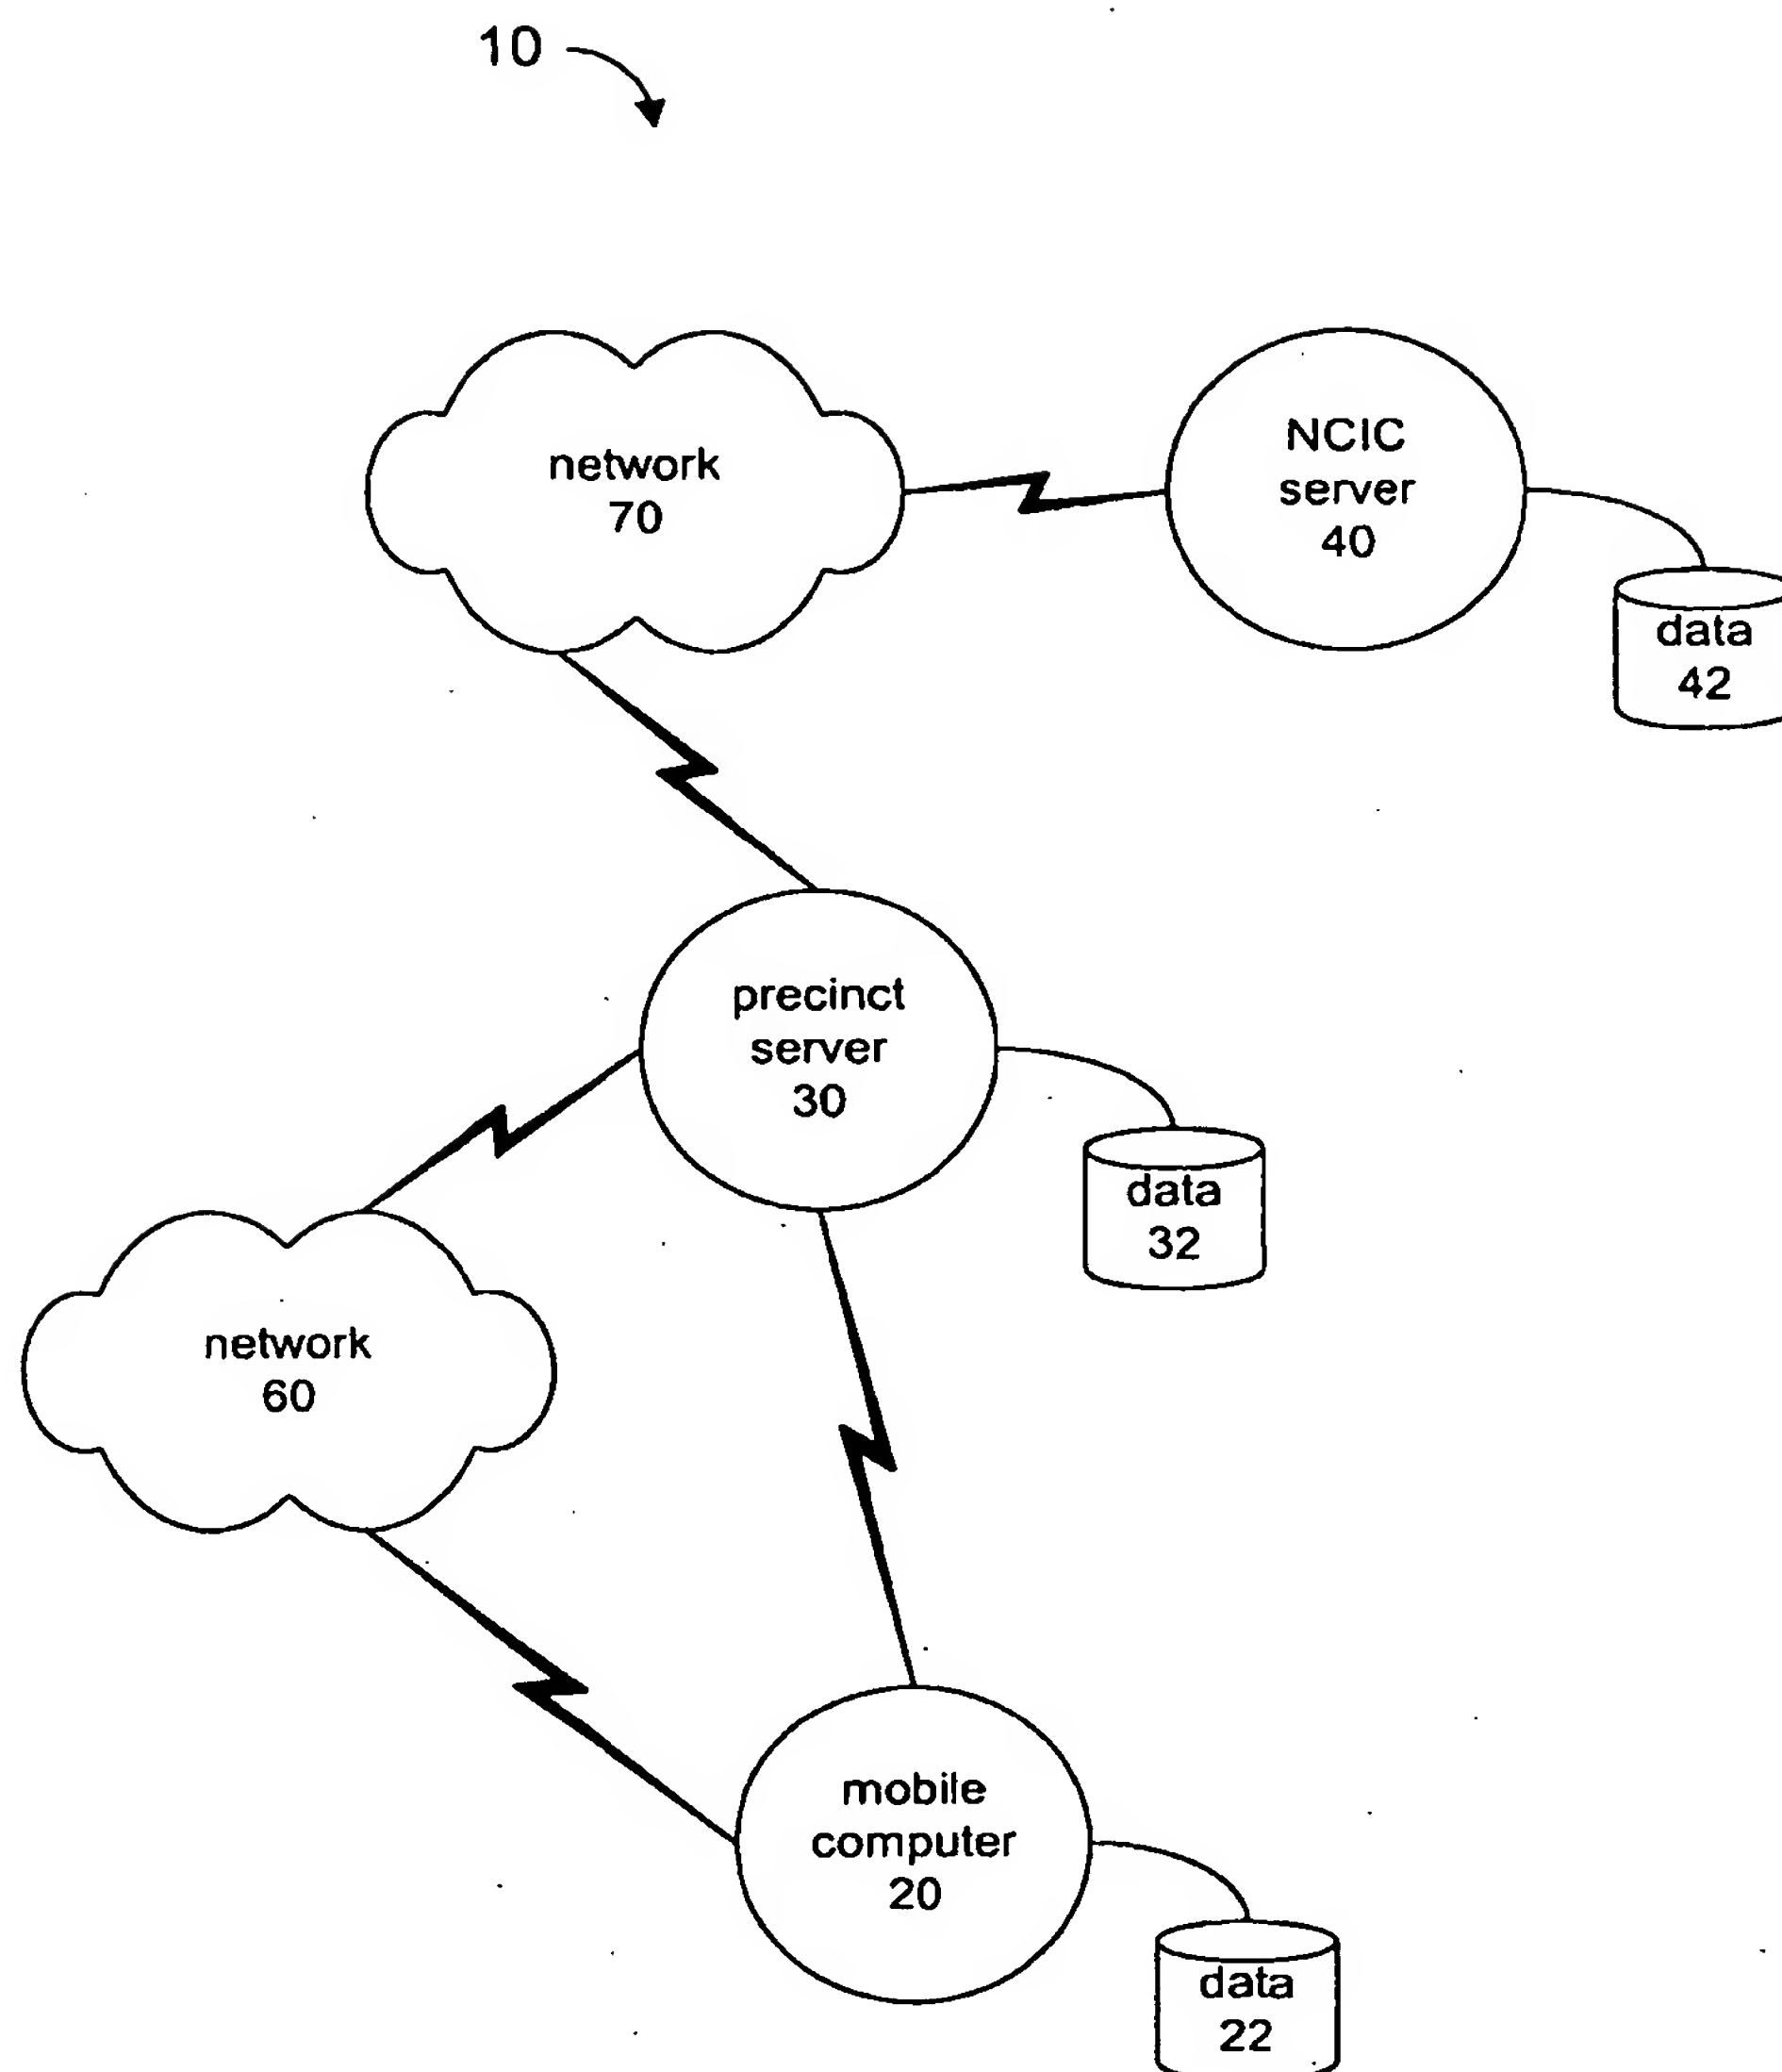 10
network
70
NCIC
server
40
data
42
precinct
server
30
data
32
network
60
mobile
computer
20
data
22